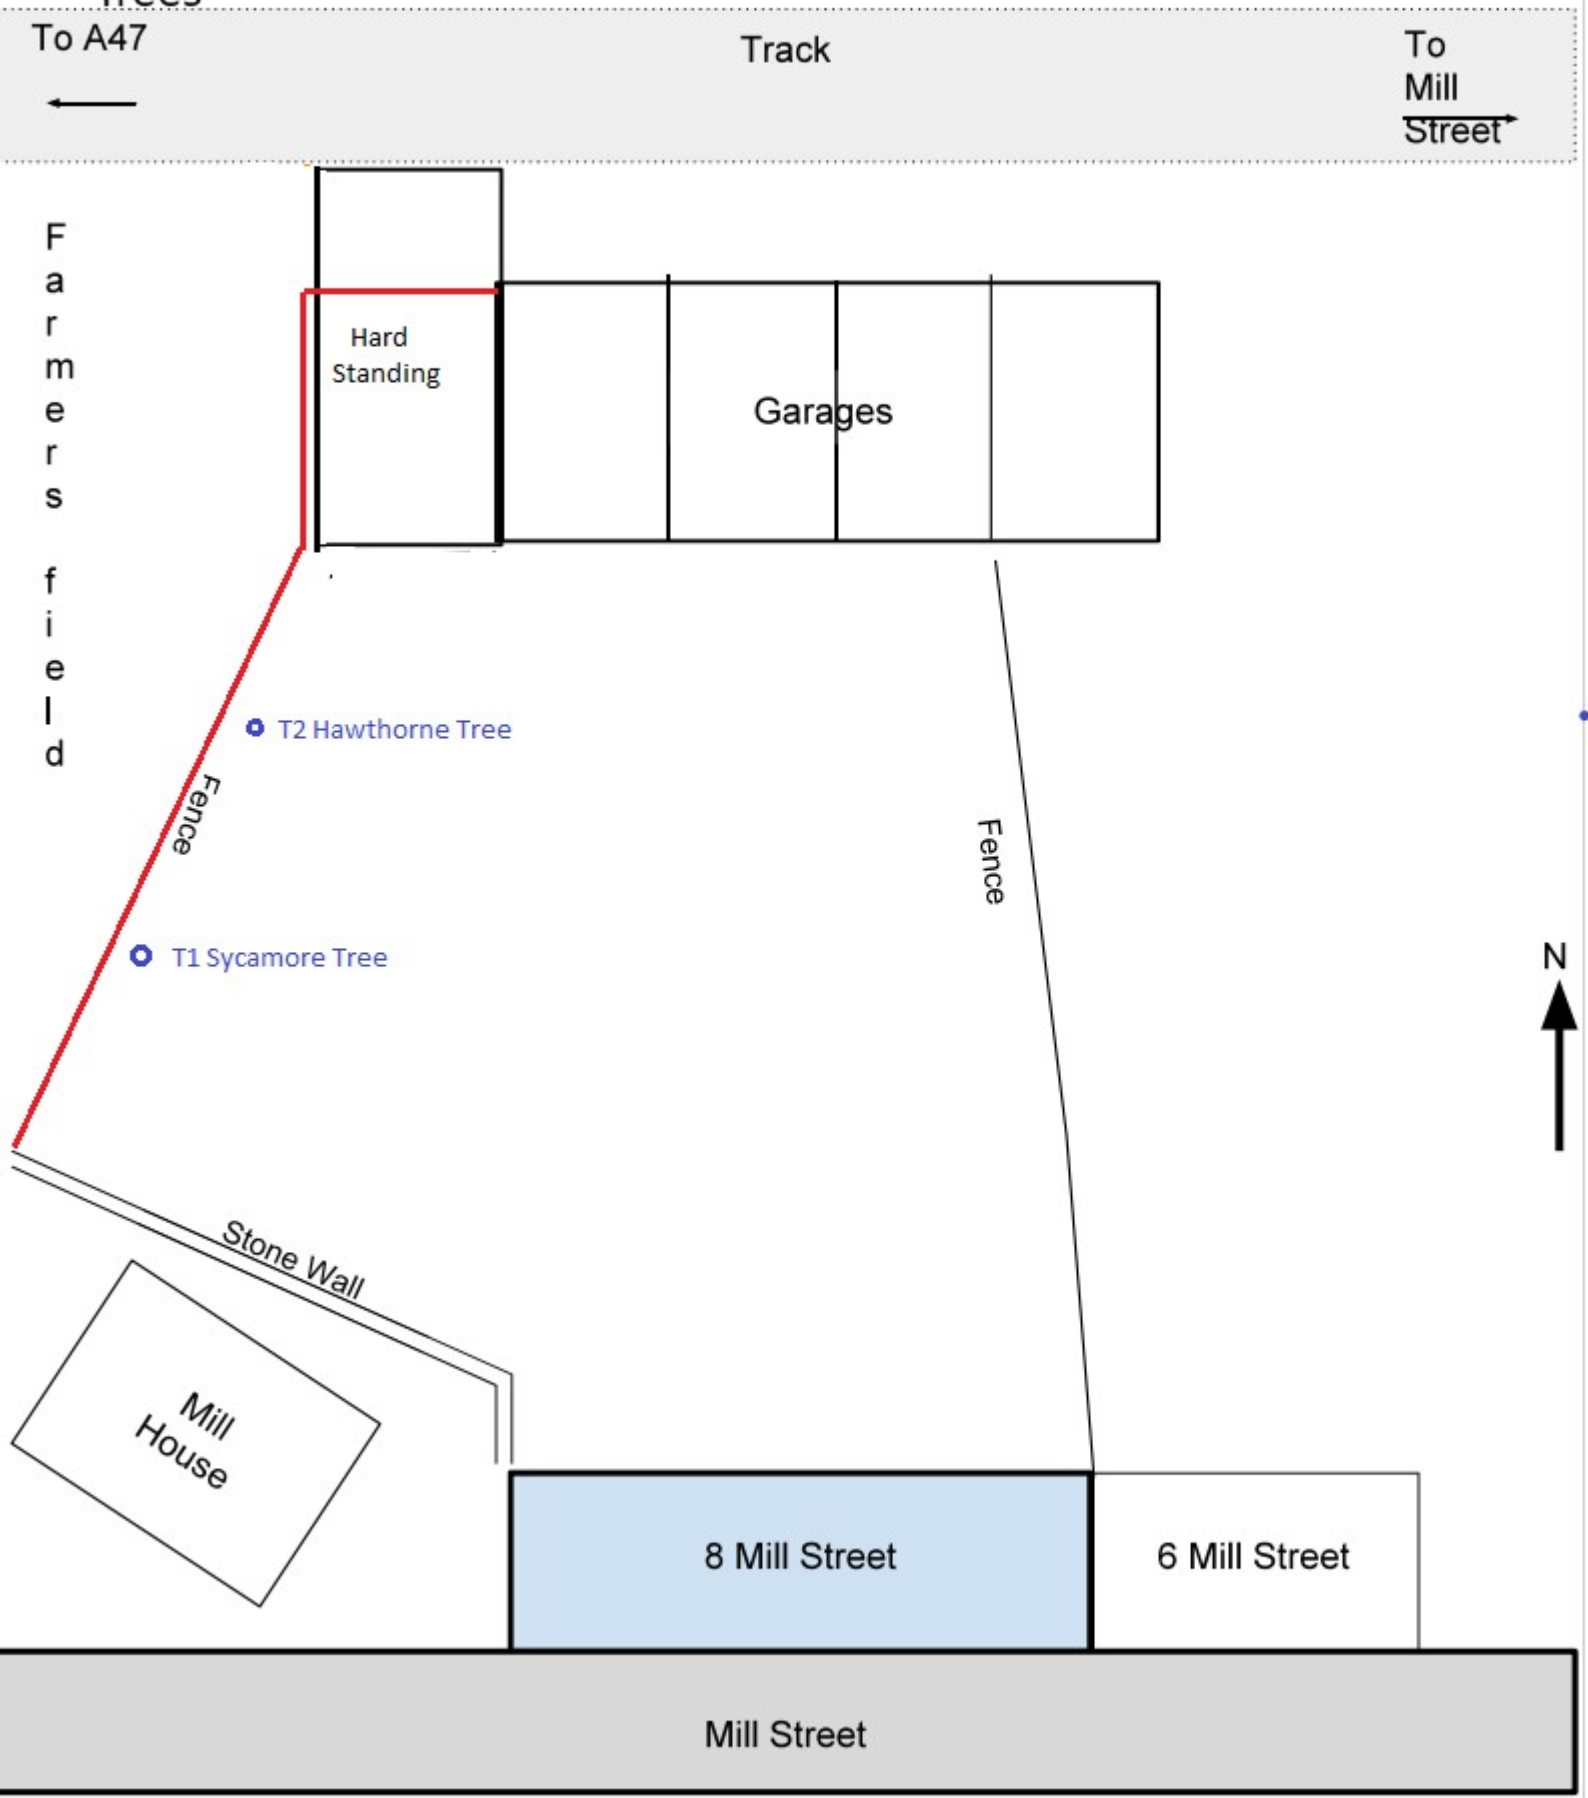 Trees
To A47
Track
To
Mill
Street
Farmers field
Hard
Standing
Garages
T2 Hawthorne Tree
Fence
Fence
T1 Sycamore Tree
N
Stone Wall
Mill
House
8 Mill Street
6 Mill Street
Mill Street